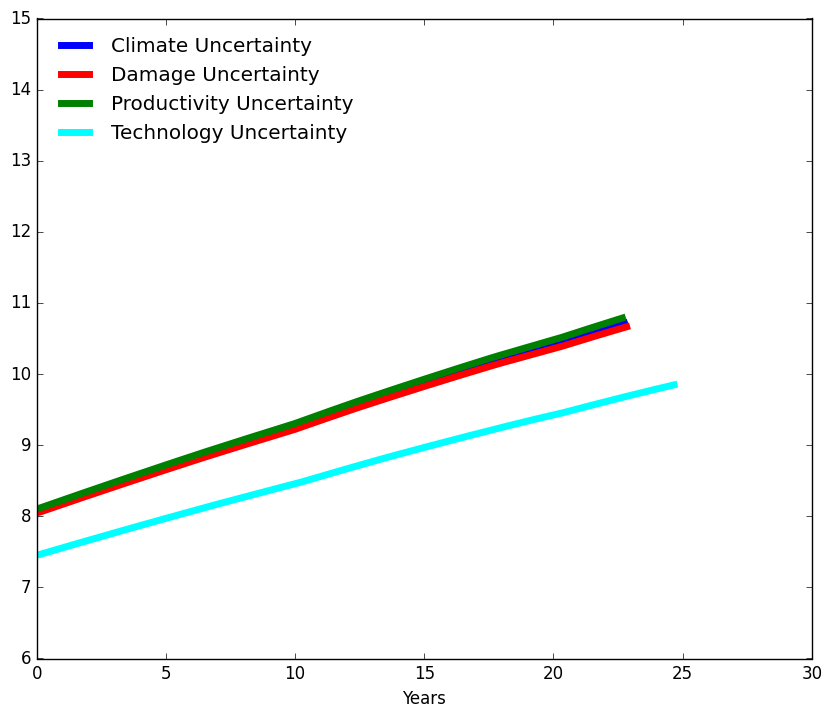 15
14
13
12
11
10
9
8
7
6
Climate Uncertainty
Damage Uncertainty
Productivity Uncertainty
Technology Uncertainty
0 5 10 15 20 25 30
Years